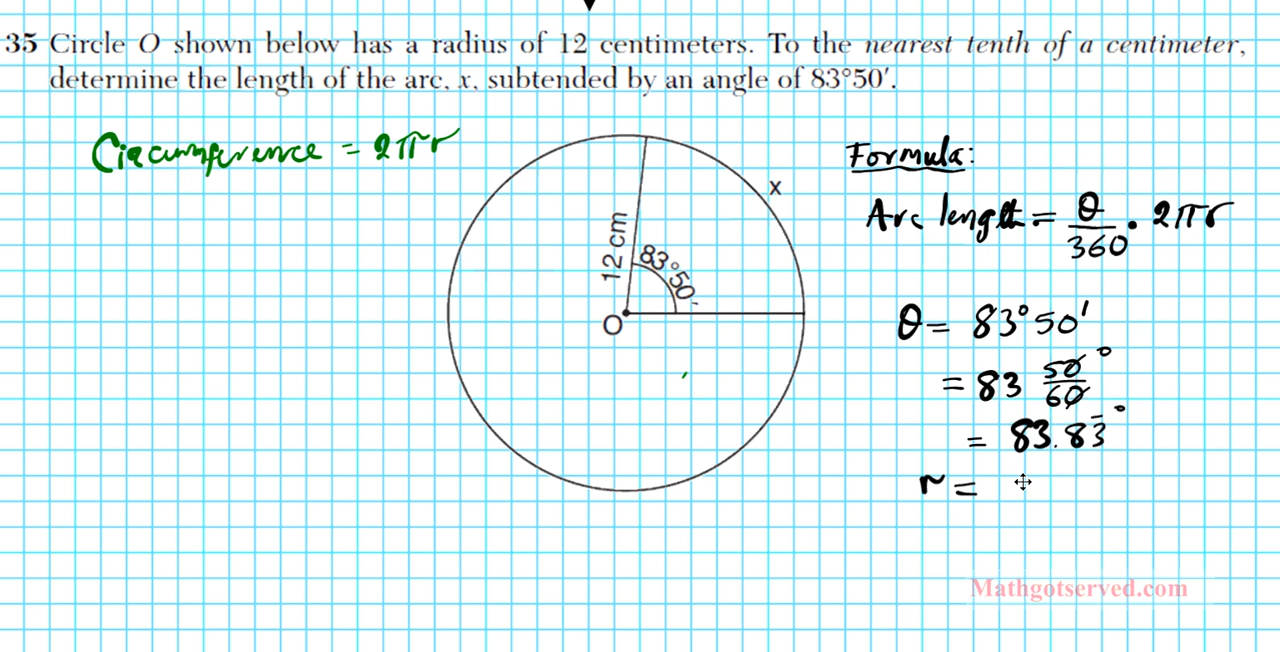 35 Circle O shown below has a radius of 12 centimeters. To the nearest tenth of a centimeter,
determine the length of the arc, x, subtended by an angle of 83°50′.
Circumference = 2πr
12 cm
83°50′
x
O
Formula:
Arc length = θ/360 · 2πr
θ = 83°50′
= 83 50/60°
= 83.83̅°
r =
Mathgotserved.com